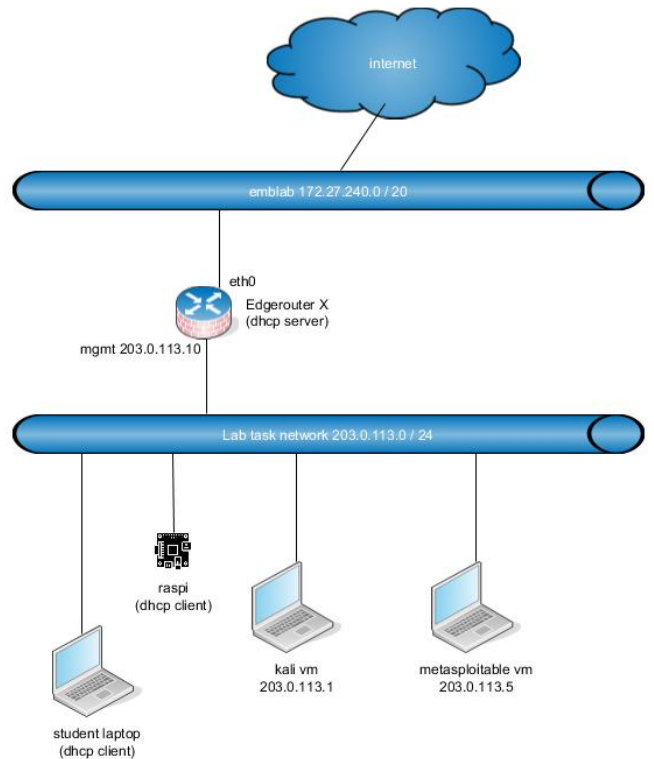 internet
emblab 172.27.240.0 / 20
eth0
Edgerouter X
(dhcp server)
mgmt 203.0.113.10
Lab task network 203.0.113.0 / 24
raspi
(dhcp client)
kali vm
203.0.113.1
metasploitable vm
203.0.113.5
student laptop
(dhcp client)